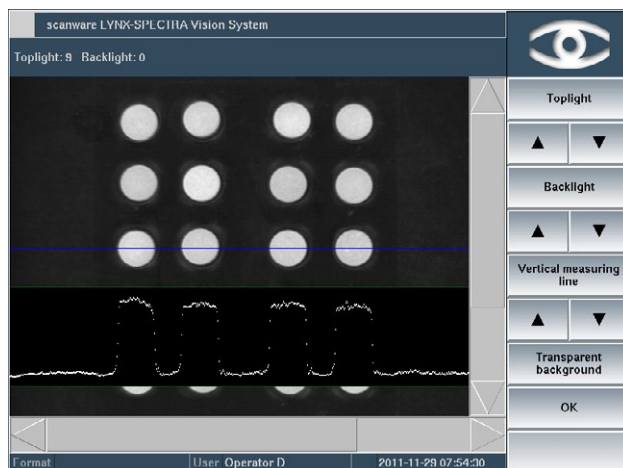 scanware LYNX-SPECTRA Vision System
Toplight: 9 Backlight: 0
Toplight
▲ ▼
Backlight
▲ ▼
Vertical measuring
line
▲ ▼
Transparent
background
OK
Format
User Operator D
2011-11-29 07:54:30